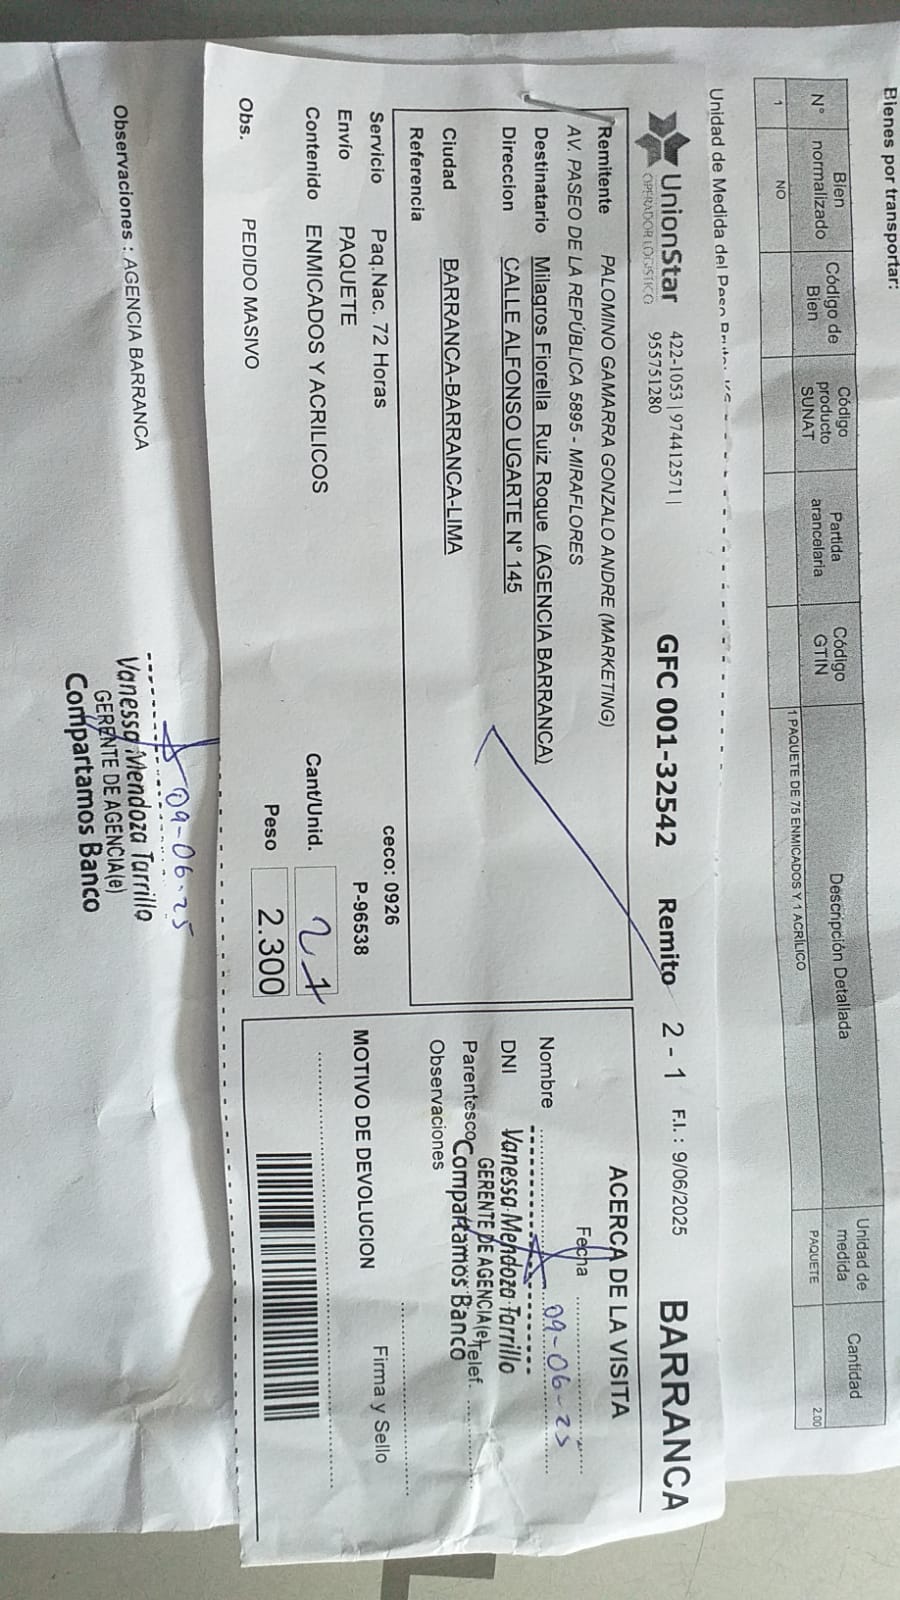 Bienes por transportar:
N° Bien normalizado Código de Bien Código producto SUNAT Partida arancelaria Código GTIN Descripción Detallada Unidad de medida Cantidad
1 NO 1 PAQUETE DE 75 ENMICADOS Y 1 ACRÍLICO PAQUETE 2.00
Unidad de Medida del Peso
UnionStar 422-1053 | 974412571 |
OPERADOR LOGISTICO 955751280
GFC 001-32542 Remito 2 - 1 F.I. : 9/06/2025 BARRANCA
Remitente PALOMINO GAMARRA GONZALO ANDRE (MARKETING)
AV. PASEO DE LA REPÚBLICA 5895 - MIRAFLORES
Destinatario Milagros Fiorella Ruiz Roque (AGENCIA BARRANCA)
Direccion CALLE ALFONSO UGARTE N° 145
Ciudad BARRANCA-BARRANCA-LIMA
Referencia
Servicio Paq.Nac. 72 Horas ceco: 0926
Envío PAQUETE P-96538
Contenido ENMICADOS Y ACRILICOS Cant/Unid.
Obs. PEDIDO MASIVO Peso 2.300
ACERCA DE LA VISITA
Fecha
Nombre 09-06-25
DNI Vanessa Mendoza Tarrillo
GERENTE DE AGENCIA(e) Telef.
Parentesco Compartamos Banco
Observaciones
Firma y Sello
MOTIVO DE DEVOLUCION
Observaciones : AGENCIA BARRANCA
09-06-25
Vanessa Mendoza Tarrillo
GERENTE DE AGENCIA(e)
Compartamos Banco